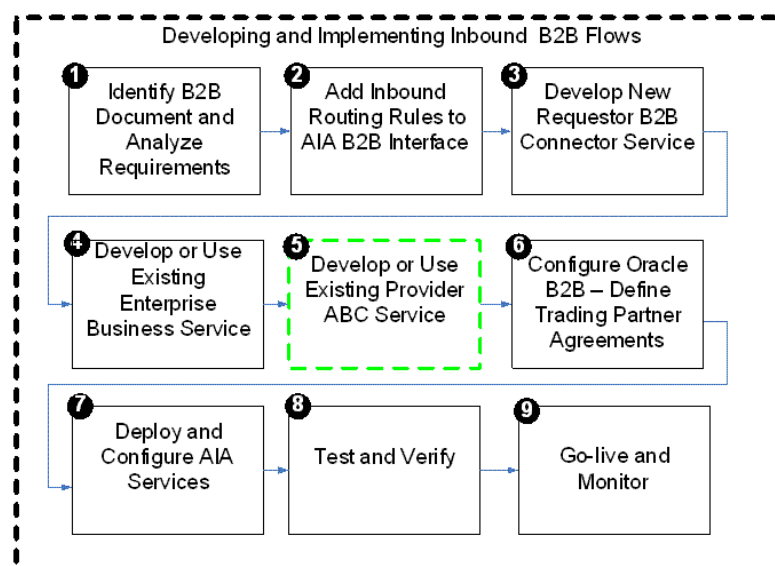 Developing and Implementing Inbound B2B Flows
1
Identify B2B
Document and
Analyze
Requirements
2
Add Inbound
Routing Rules to
AIA B2B Interface
3
Develop New
Requestor B2B
Connector Service
4
Develop or Use
Existing
Enterprise
Business Service
5
Develop or Use
Existing Provider
ABC Service
6
Configure Oracle
B2B – Define
Trading Partner
Agreements
7
Deploy and
Configure AIA
Services
8
Test and Verify
9
Go-live and
Monitor